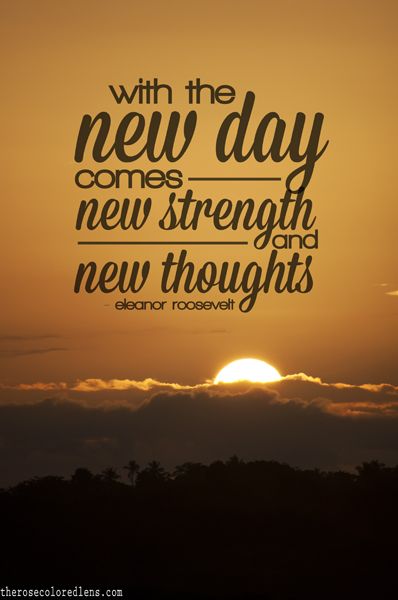 with the
new day
comes
new strength
and
new thoughts
- eleanor roosevelt
therosecoloredlens.com